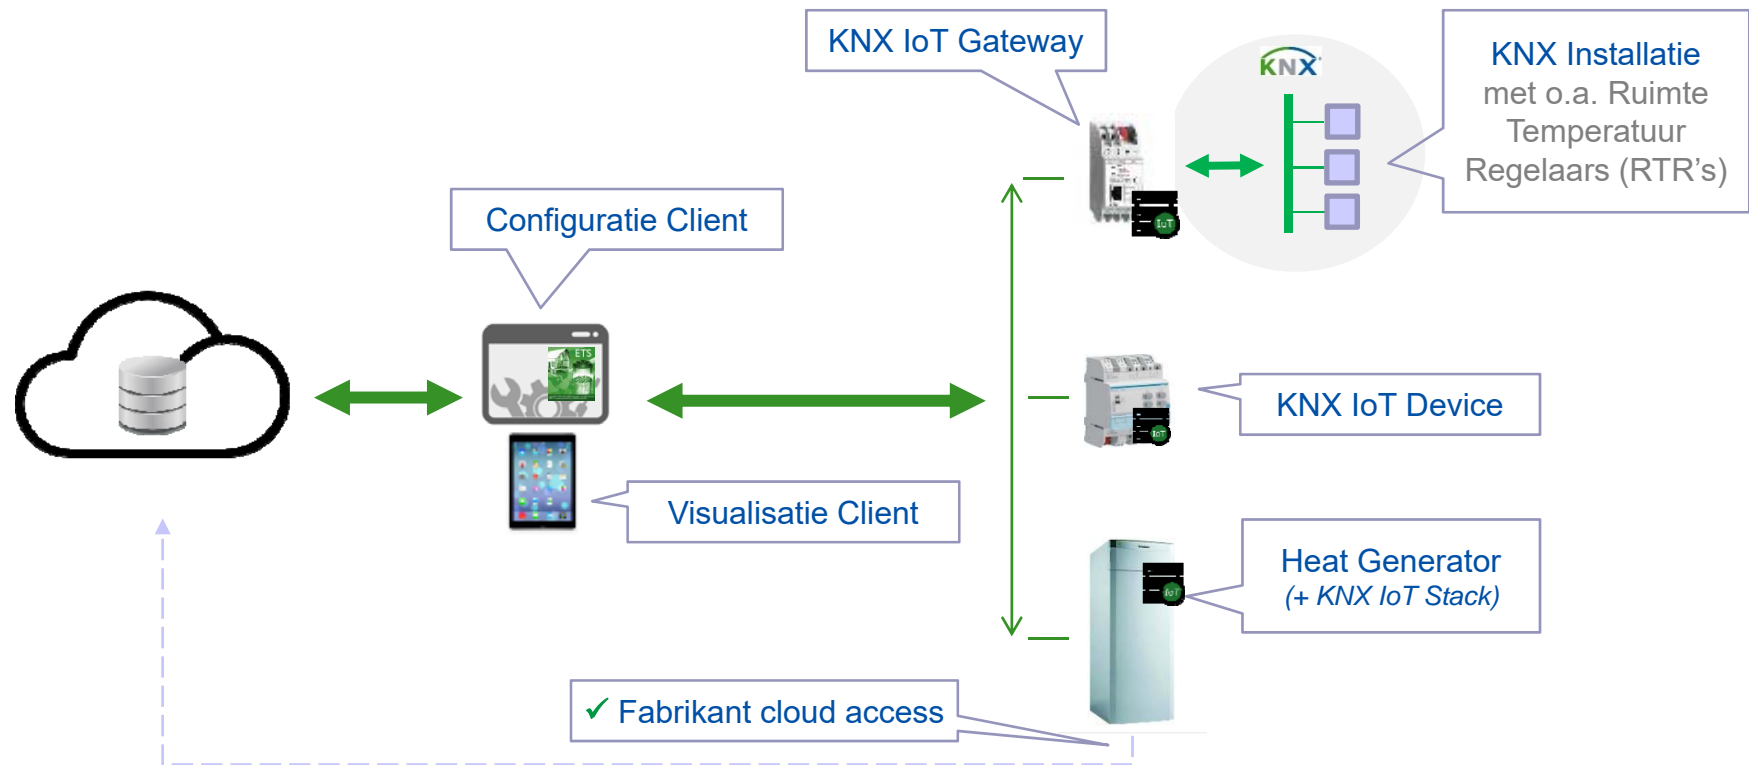 KNX IoT Gateway
KNX
KNX Installatie
met o.a. Ruimte
Temperatuur
Regelaars (RTR's)
IoT
Configuratie Client
ETS
KNX IoT Device
IoT
Visualisatie Client
Heat Generator
(+ KNX IoT Stack)
IoT
✓ Fabrikant cloud access